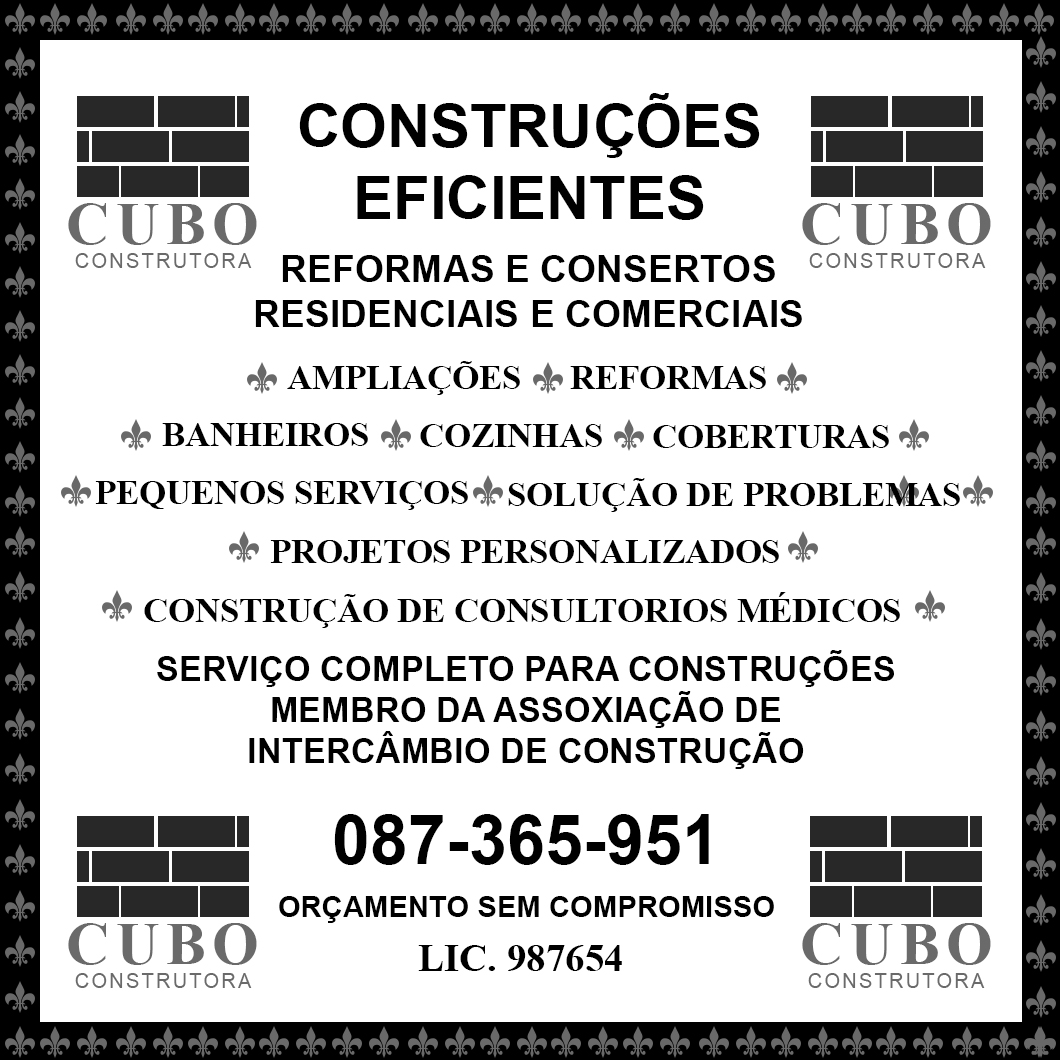 CUBO
CONSTRUTORA
CONSTRUÇÕES
EFICIENTES
CUBO
CONSTRUTORA
REFORMAS E CONSERTOS
RESIDENCIAIS E COMERCIAIS
AMPLIAÇÕES REFORMAS
BANHEIROS COZINHAS COBERTURAS
PEQUENOS SERVIÇOS SOLUÇÃO DE PROBLEMAS
PROJETOS PERSONALIZADOS
CONSTRUÇÃO DE CONSULTORIOS MÉDICOS
SERVIÇO COMPLETO PARA CONSTRUÇÕES
MEMBRO DA ASSOXIAÇÃO DE
INTERCÂMBIO DE CONSTRUÇÃO
087-365-951
ORÇAMENTO SEM COMPROMISSO
LIC. 987654
CUBO
CONSTRUTORA
CUBO
CONSTRUTORA